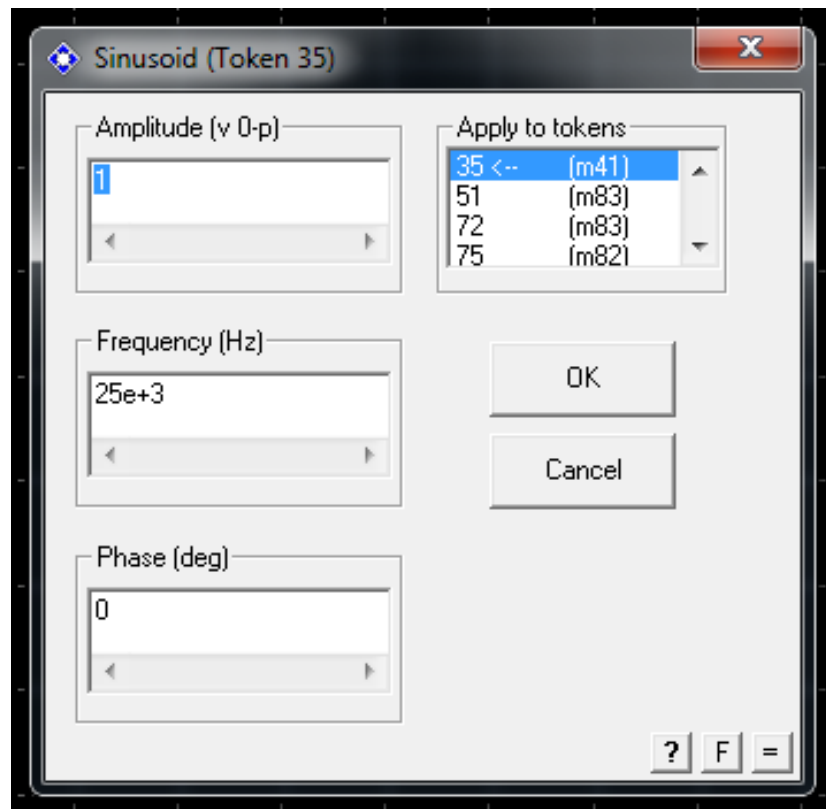 Sinusoid (Token 35)
Amplitude (v 0-p)
1
Apply to tokens
35 <-- (m41)
51 (m83)
72 (m83)
75 (m82)
Frequency (Hz)
25e+3
OK
Cancel
Phase (deg)
0
? F =